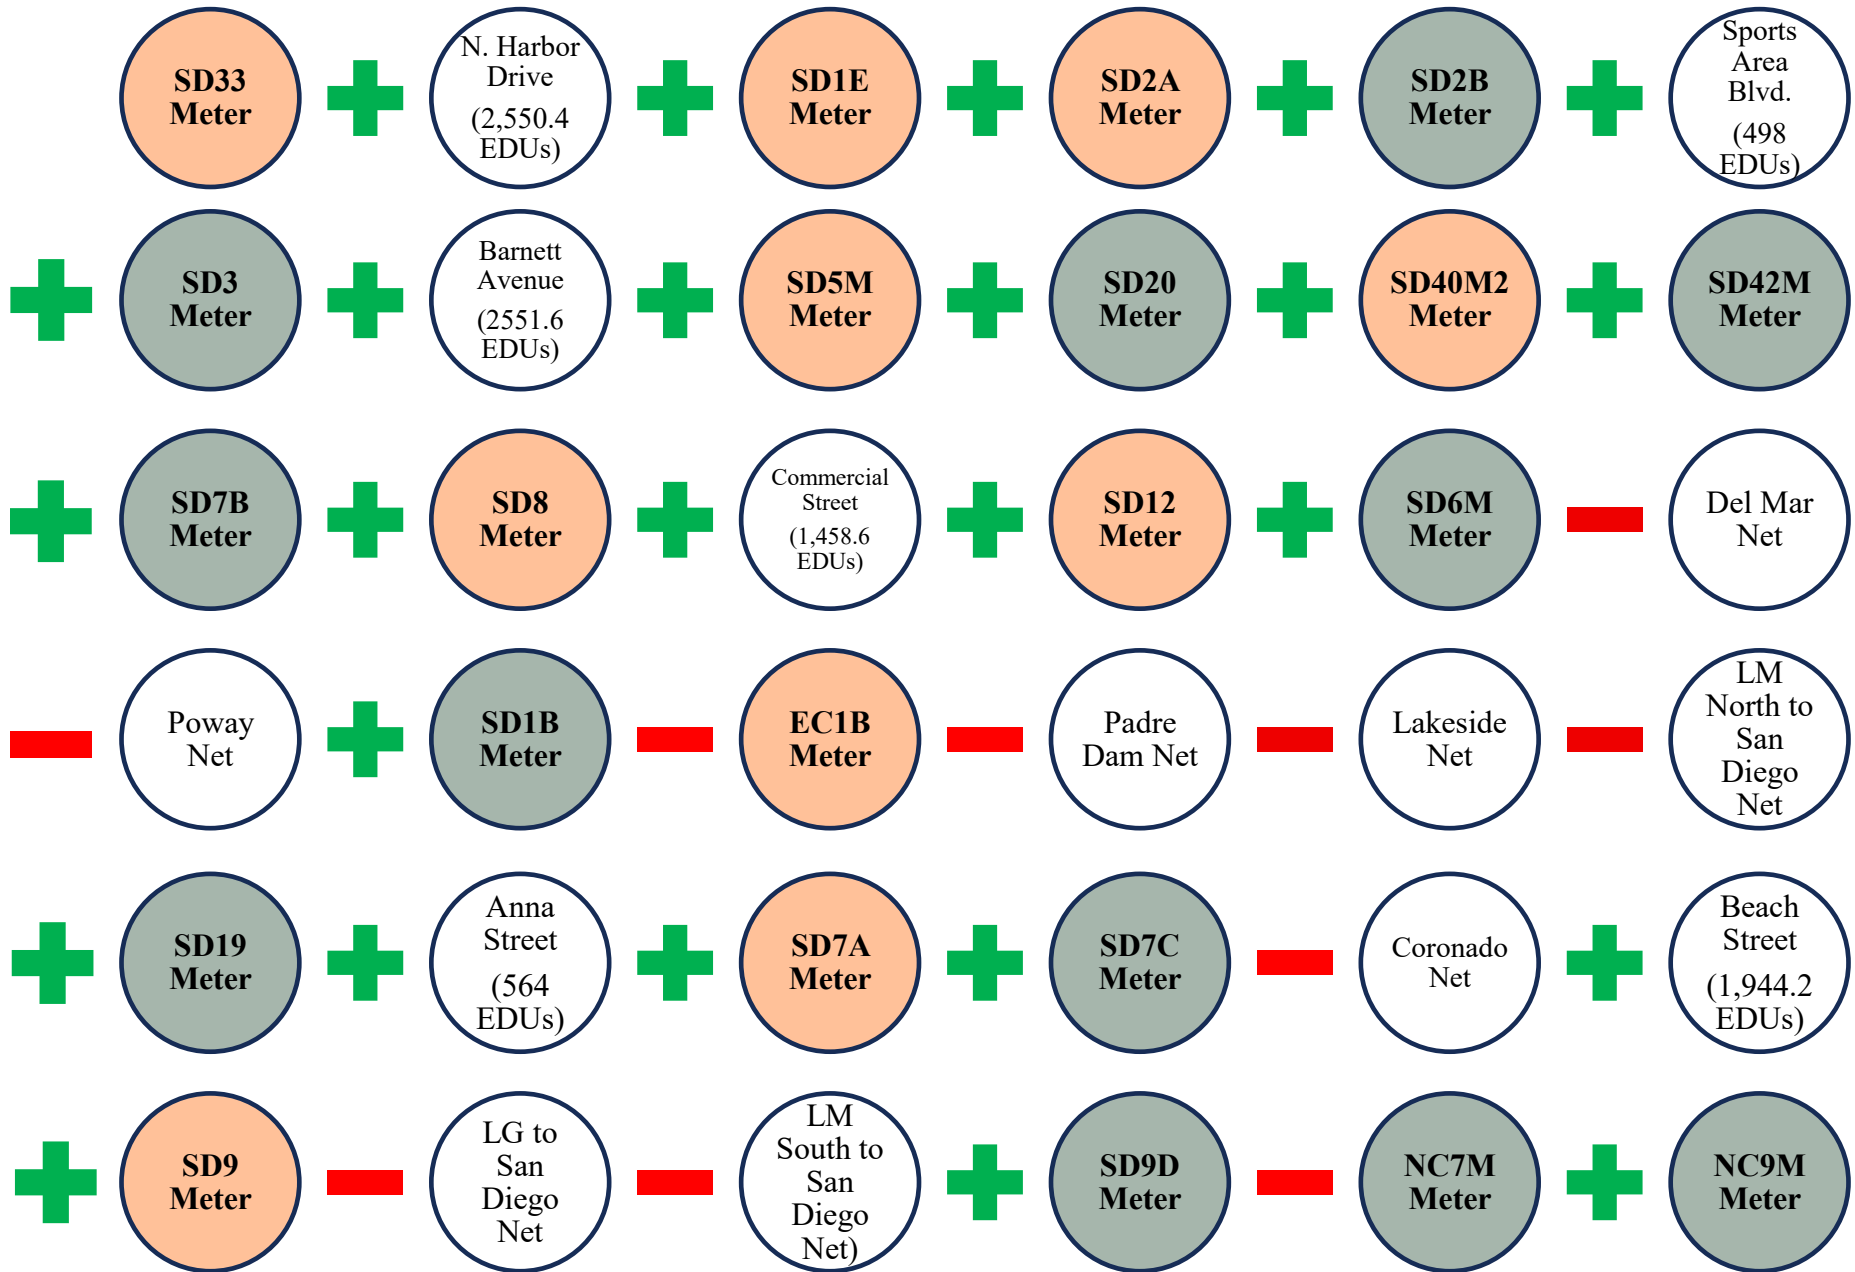 SD33
Meter
N. Harbor
Drive
(2,550.4
EDUs)
SD1E
Meter
SD2A
Meter
SD2B
Meter
Sports
Area
Blvd.
(498
EDUs)
SD3
Meter
Barnett
Avenue
(2551.6
EDUs)
SD5M
Meter
SD20
Meter
SD40M2
Meter
SD42M
Meter
SD7B
Meter
SD8
Meter
Commercial
Street
(1,458.6
EDUs)
SD12
Meter
SD6M
Meter
Del Mar
Net
Poway
Net
SD1B
Meter
EC1B
Meter
Padre
Dam Net
Lakeside
Net
LM
North to
San
Diego
Net
SD19
Meter
Anna
Street
(564
EDUs)
SD7A
Meter
SD7C
Meter
Coronado
Net
Beach
Street
(1,944.2
EDUs)
SD9
Meter
LG to
San
Diego
Net
LM
South to
San
Diego
Net)
SD9D
Meter
NC7M
Meter
NC9M
Meter